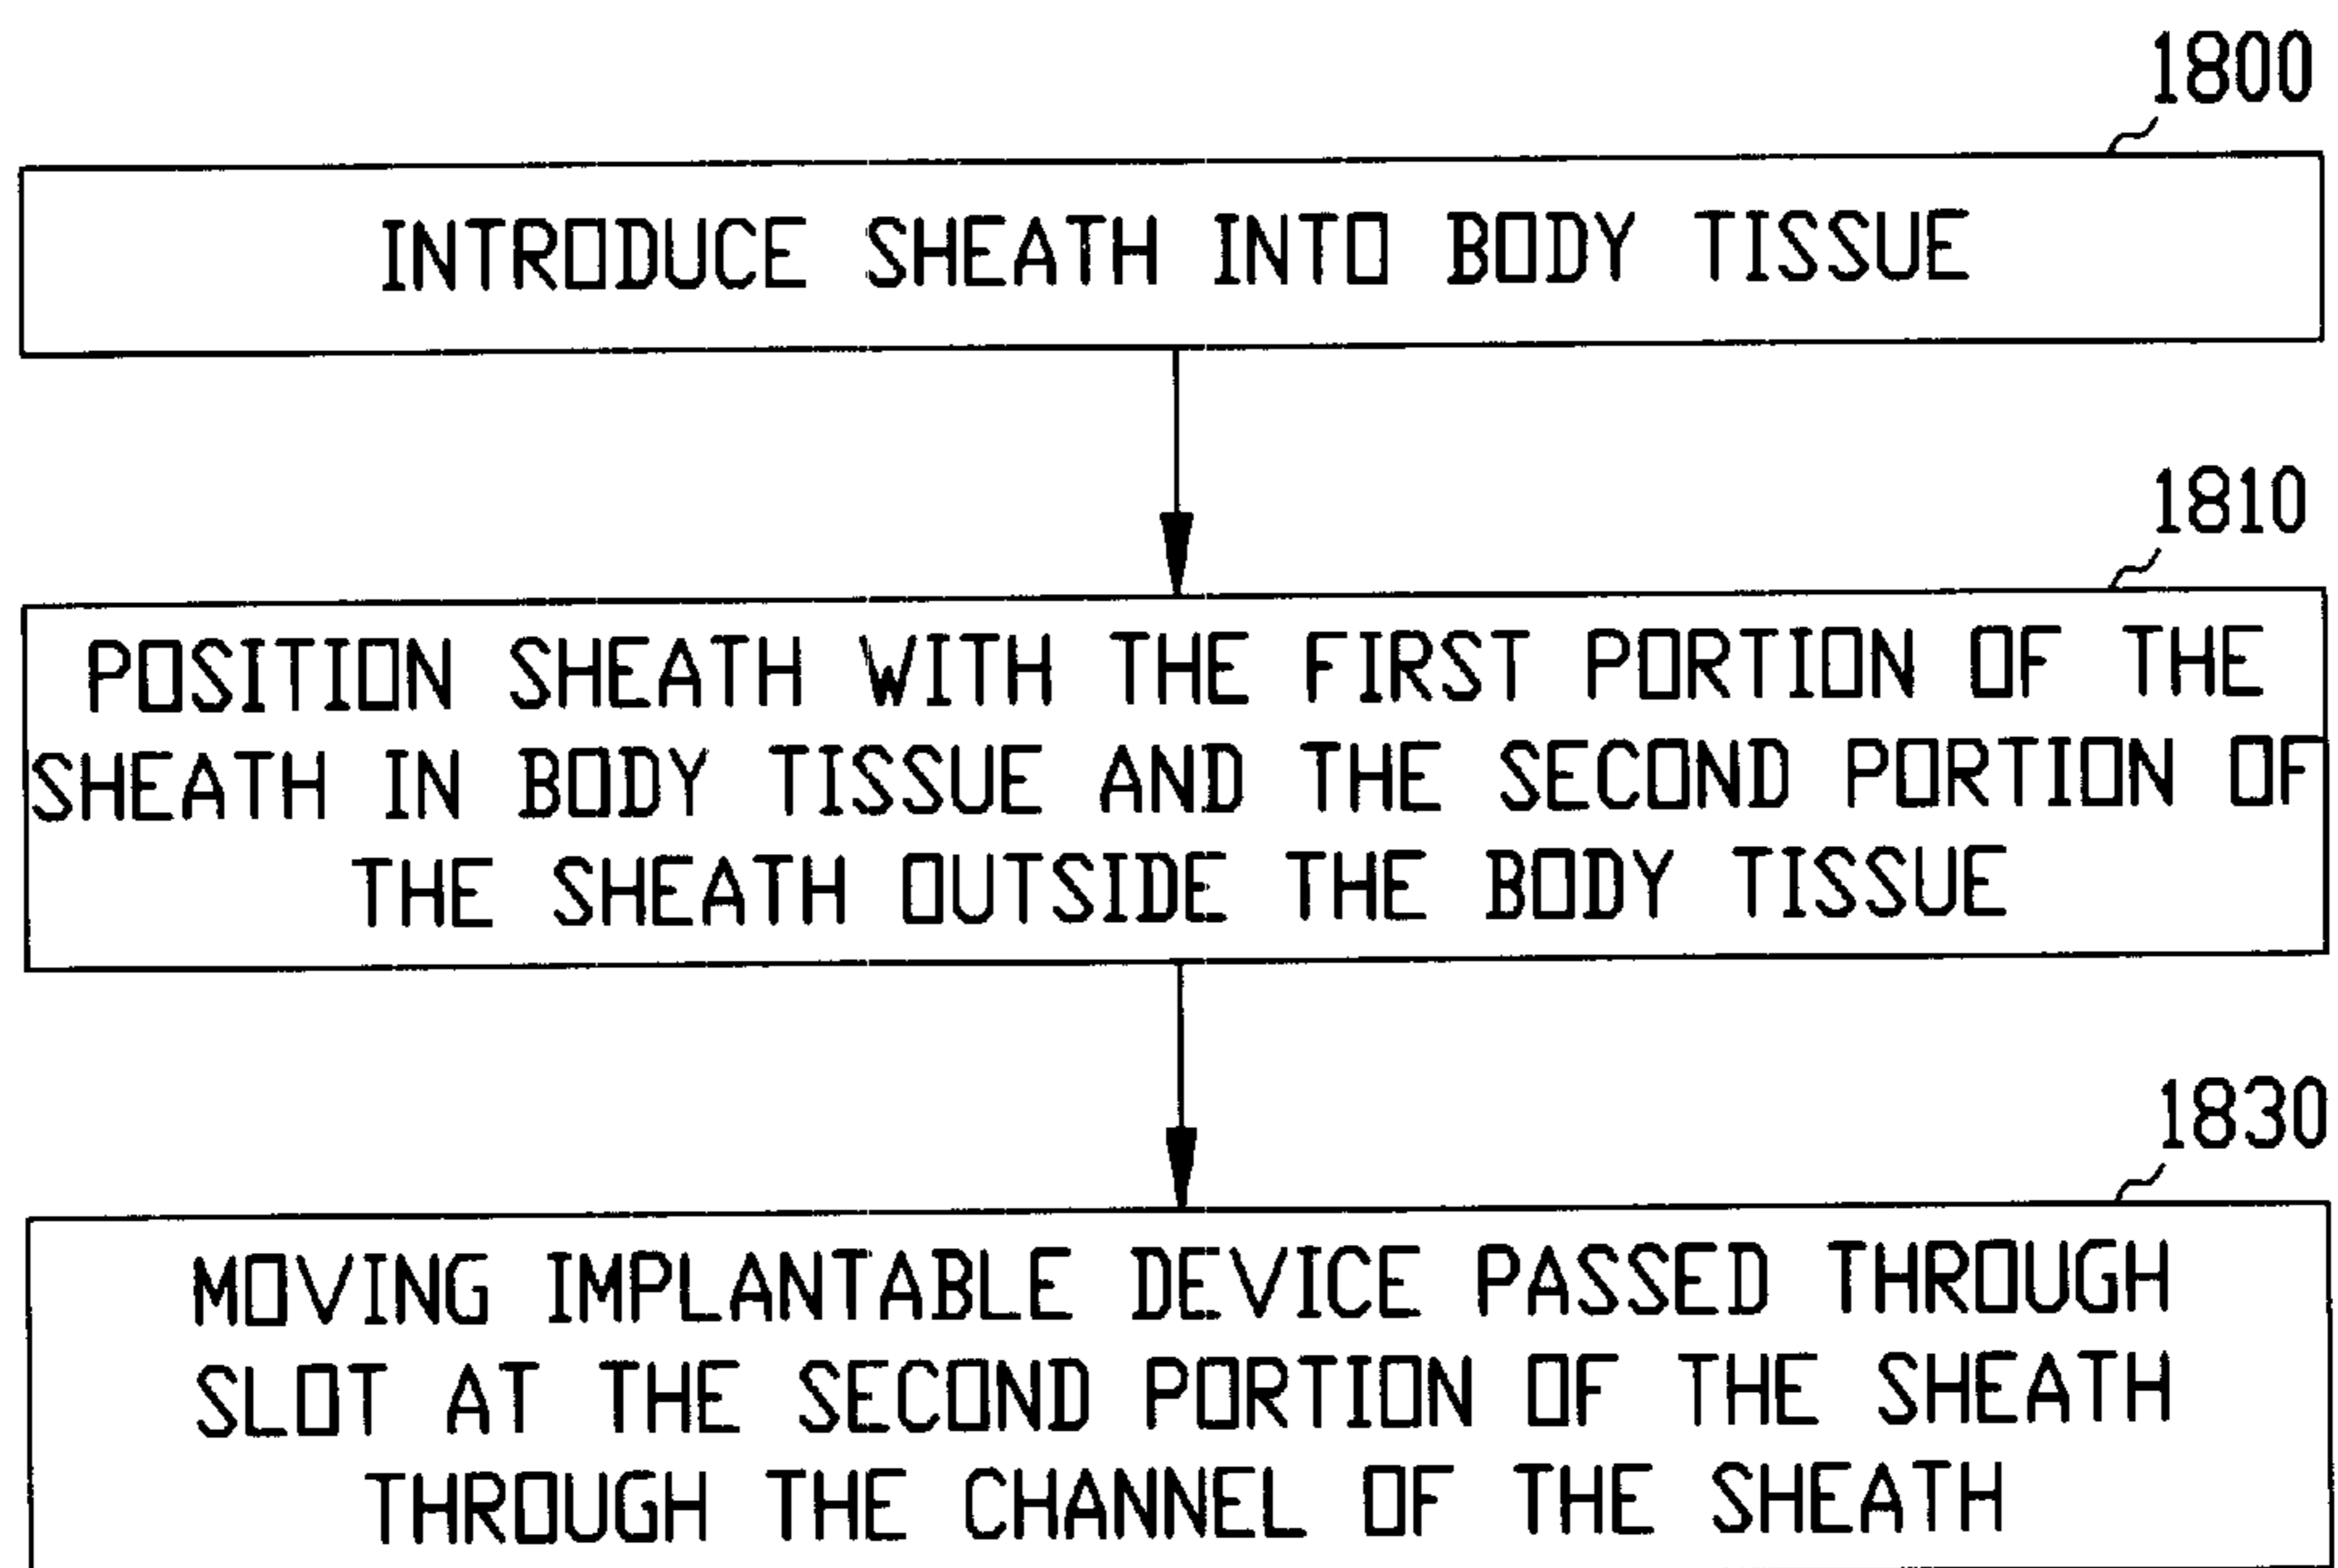 1800
INTRODUCE SHEATH INTO BODY TISSUE
1810
POSITION SHEATH WITH THE FIRST PORTION OF THE
SHEATH IN BODY TISSUE AND THE SECOND PORTION OF
THE SHEATH OUTSIDE THE BODY TISSUE
1830
MOVING IMPLANTABLE DEVICE PASSED THROUGH
SLOT AT THE SECOND PORTION OF THE SHEATH
THROUGH THE CHANNEL OF THE SHEATH